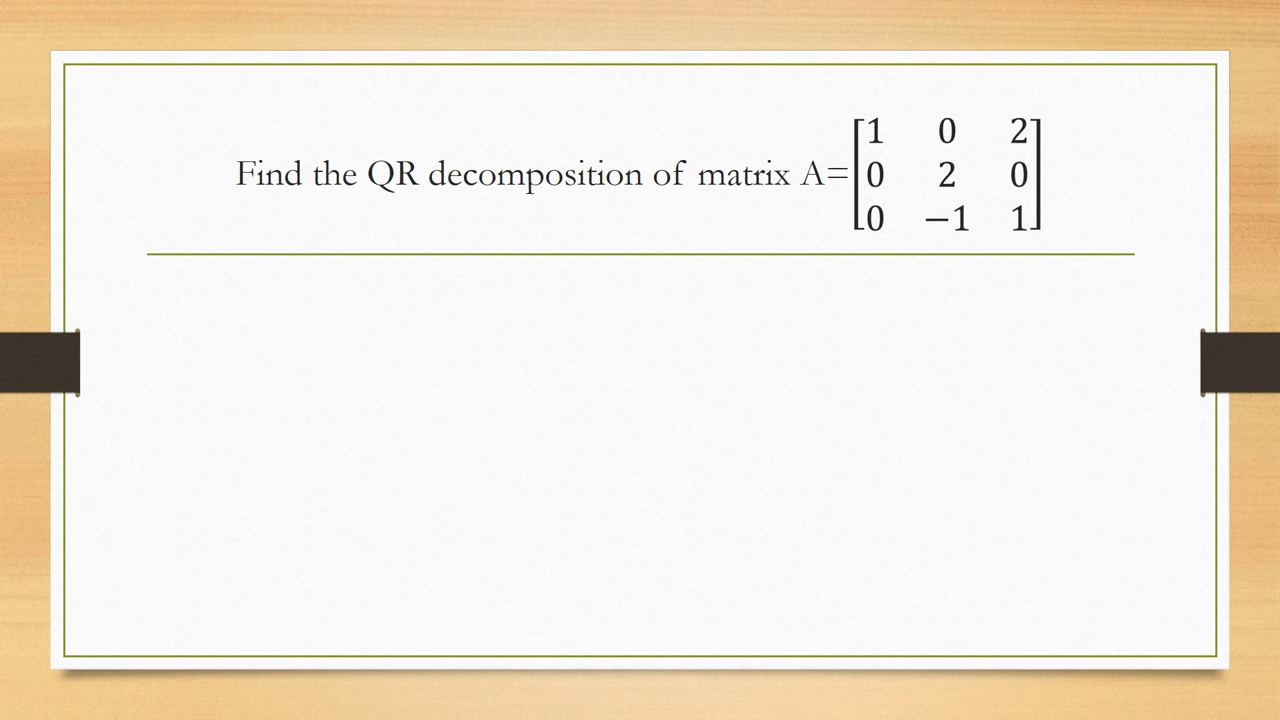 Find the QR decomposition of matrix A=[1 0 2
0 2 0
0 −1 1]